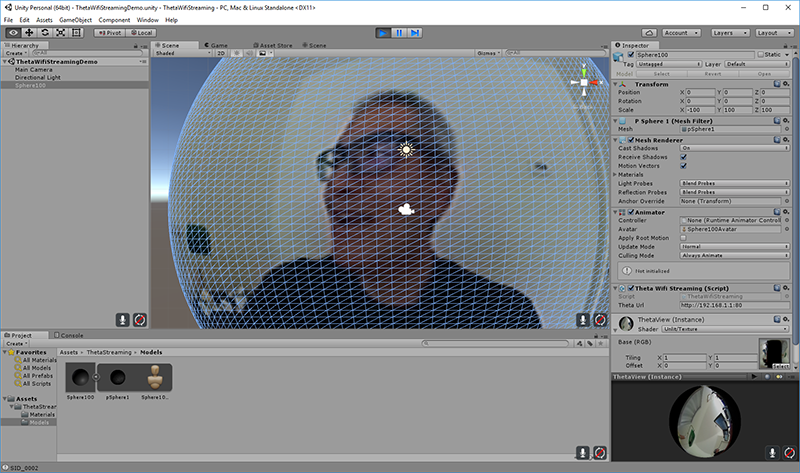 Unity Personal (64bit) - ThetaWifiStreamingDemo.unity - ThetaWifiStreaming - PC, Mac & Linux Standalone <DX11>
File Edit Assets GameObject Component Window Help
Pivot Local
Account Layers Layout
Hierarchy
Create All
ThetaWifiStreamingDemo
Main Camera
Directional Light
Sphere100
Scene Game Asset Store Scene
Shaded 2D Gizmos All
Inspector
Sphere100 Static
Tag Untagged Layer Default
Model Select Revert Open
Transform
Position X 0 Y 0 Z 0
Rotation X 0 Y 0 Z 0
Scale X -100 Y 100 Z 100
P Sphere 1 (Mesh Filter)
Mesh pSphere1
Mesh Renderer
Cast Shadows On
Receive Shadows
Motion Vectors
Materials
Light Probes Blend Probes
Reflection Probes Blend Probes
Anchor Override None (Transform)
Animator
Controller None (Runtime Animator Control
Avatar Sphere100Avatar
Apply Root Motion
Update Mode Normal
Culling Mode Always Animate
Not initialized
Theta Wifi Streaming (Script)
Script ThetaWifiStreaming
Theta Url http://192.168.1.1:80
ThetaView (Instance)
Shader Unlit/Texture
Base (RGB)
Tiling X 1 Y 1
Offset X 0 Y 0
Select
ThetaView (Instance)
Project Console
Create
Favorites
All Materials
All Models
All Prefabs
All Scripts
Assets
ThetaStrea
Materials
Models
Assets ThetaStreaming Models
Sphere100 pSphere1 Sphere10...
SID_0002